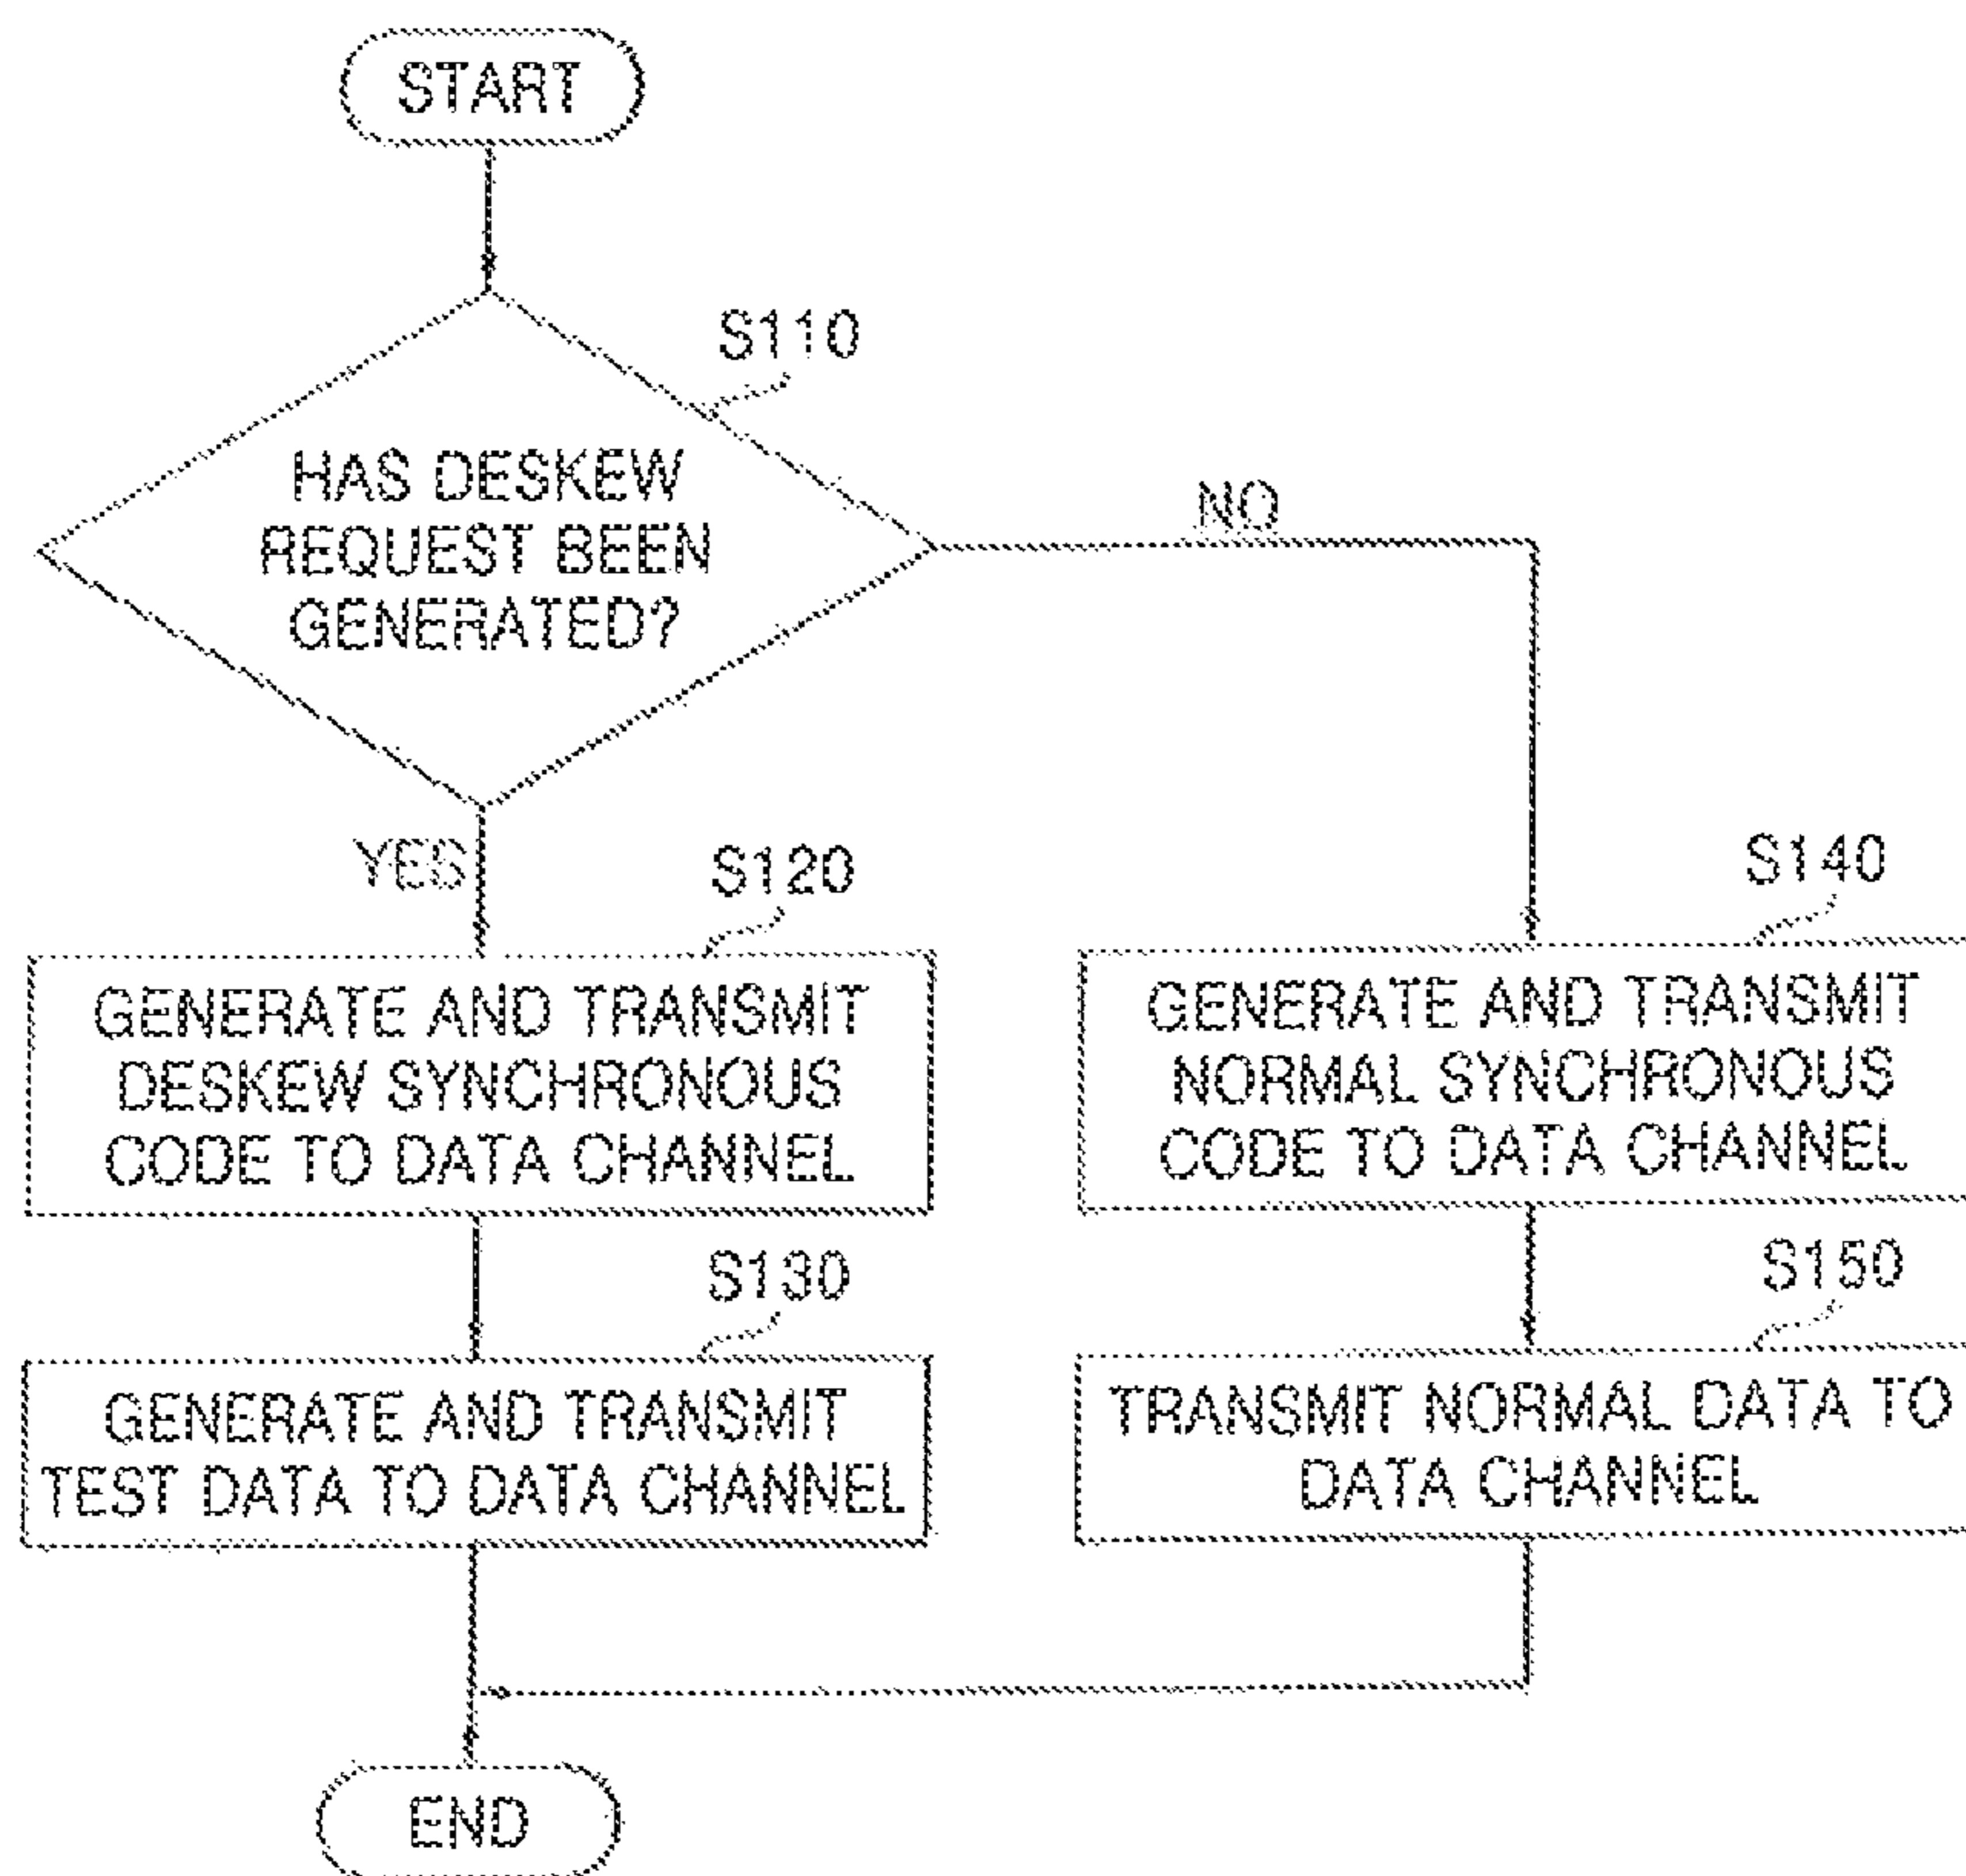 START
S110
HAS DESKEW
REQUEST BEEN
GENERATED?
NO
YES
S120
GENERATE AND TRANSMIT
DESKEW SYNCHRONOUS
CODE TO DATA CHANNEL
S130
GENERATE AND TRANSMIT
TEST DATA TO DATA CHANNEL
S140
GENERATE AND TRANSMIT
NORMAL SYNCHRONOUS
CODE TO DATA CHANNEL
S150
TRANSMIT NORMAL DATA TO
DATA CHANNEL
END